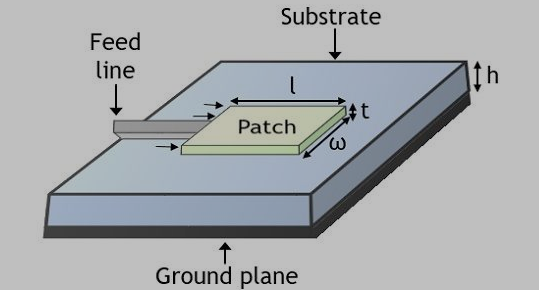 Substrate
Feed
line
l
h
t
Patch
ω
Ground plane